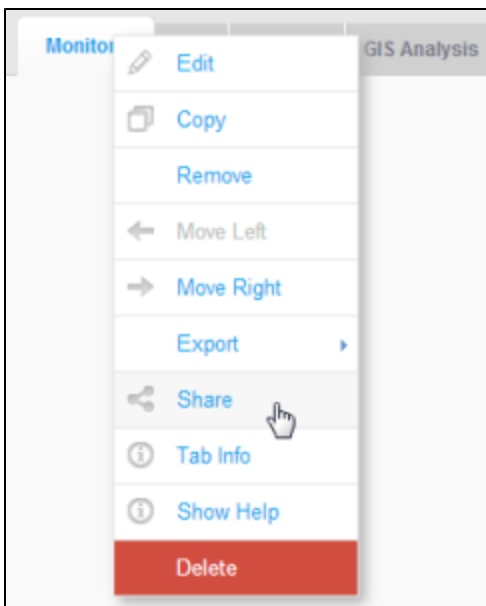 Monitor
GIS Analysis
Edit
Copy
Remove
Move Left
Move Right
Export
Share
Tab Info
Show Help
Delete